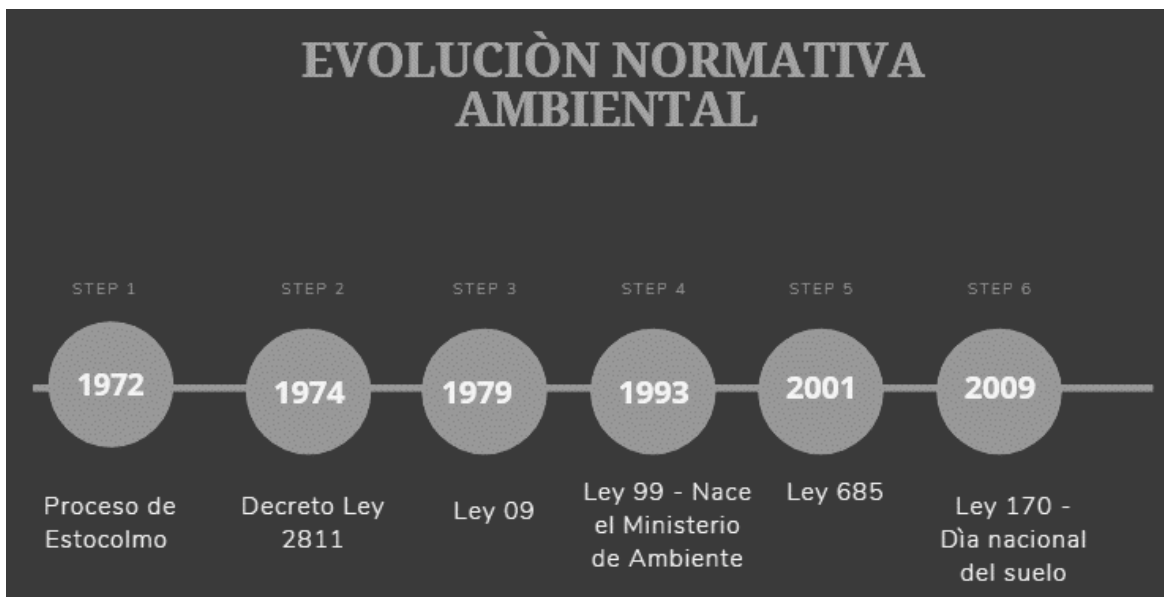 EVOLUCIÒN NORMATIVA
AMBIENTAL
STEP 1
1972
Proceso de
Estocolmo
STEP 2
1974
Decreto Ley
2811
STEP 3
1979
Ley 09
STEP 4
1993
Ley 99 - Nace
el Ministerio
de Ambiente
STEP 5
2001
Ley 685
STEP 6
2009
Ley 170 -
Dìa nacional
del suelo